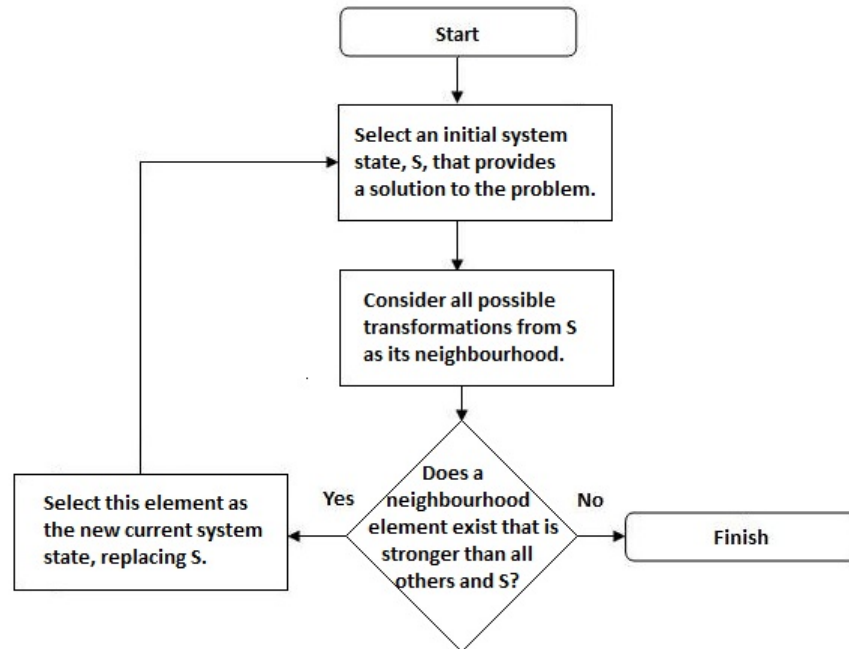 Start
Select an initial system
state, S, that provides
a solution to the problem.
Consider all possible
transformations from S
as its neighbourhood.
Does a
neighbourhood
element exist that is
stronger than all
others and S?
Yes
No
Select this element as
the new current system
state, replacing S.
Finish